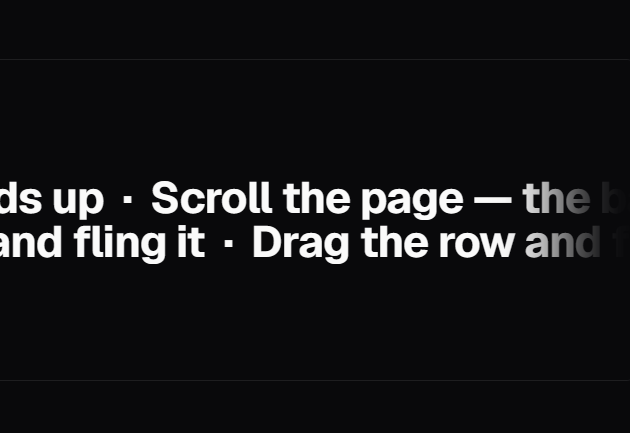 ds up · Scroll the page — the b
and fling it · Drag the row and f